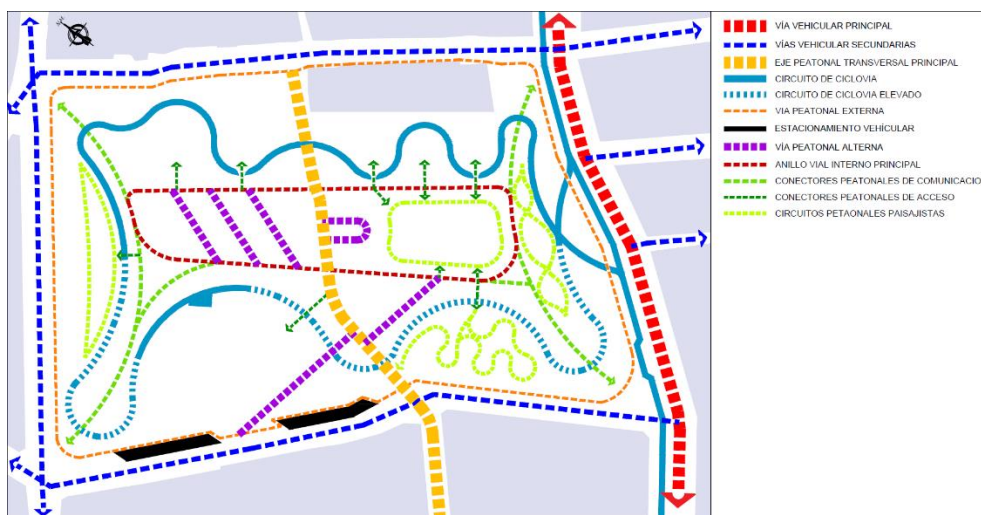 VÍA VEHICULAR PRINCIPAL
VÍAS VEHICULAR SECUNDARIAS
EJE PEATONAL TRANSVERSAL PRINCIPAL
CIRCUITO DE CICLOVIA
CIRCUITO DE CICLOVIA ELEVADO
VIA PEATONAL EXTERNA
ESTACIONAMIENTO VEHÍCULAR
VÍA PEATONAL ALTERNA
ANILLO VIAL INTERNO PRINCIPAL
CONECTORES PEATONALES DE COMUNICACIO
CONECTORES PEATONALES DE ACCESO
CIRCUITOS PETAONALES PAISAJISTAS